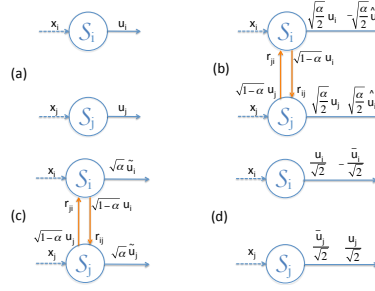 x_i S_i u_i
(a)
x_j S_j u_j
x_i S_i √(α/2) u_i -√(α/2) û
r_ji √1-α u_i
(b)
√1-α u_j r_ij
x_j S_j √(α/2) u_j √(α/2) û
x_i S_i √α ũ_i
r_ji √1-α u_i
(c)
√1-α u_j r_ij
x_j S_j √α ũ_j
x_i S_i u_i/√2 - ū_i/√2
(d)
x_j S_j ū_j/√2 u_j/√2